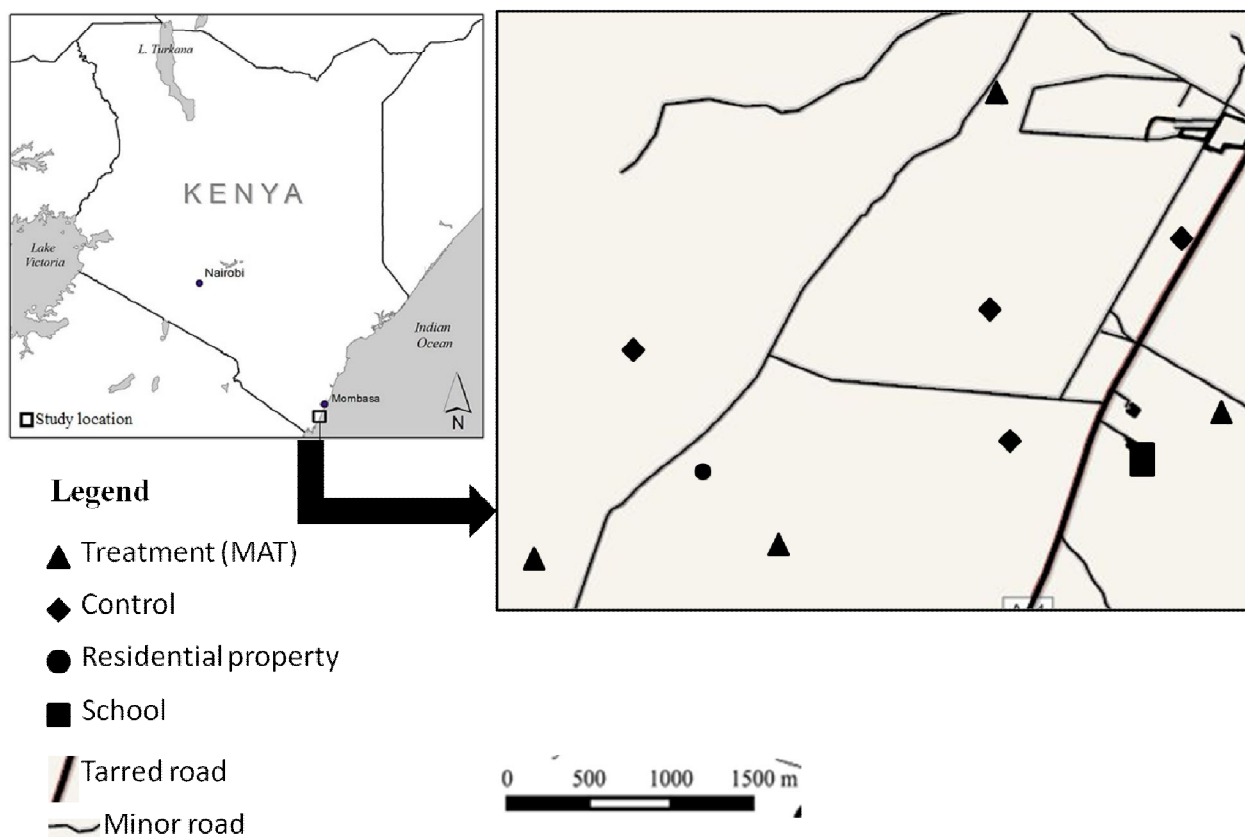 L. Turkana
KENYA
Lake
Victoria
Nairobi
Indian
Ocean
Mombasa
Study location
N
Legend
Treatment (MAT)
Control
Residential property
School
Tarred road
Minor road
0 500 1000 1500 m